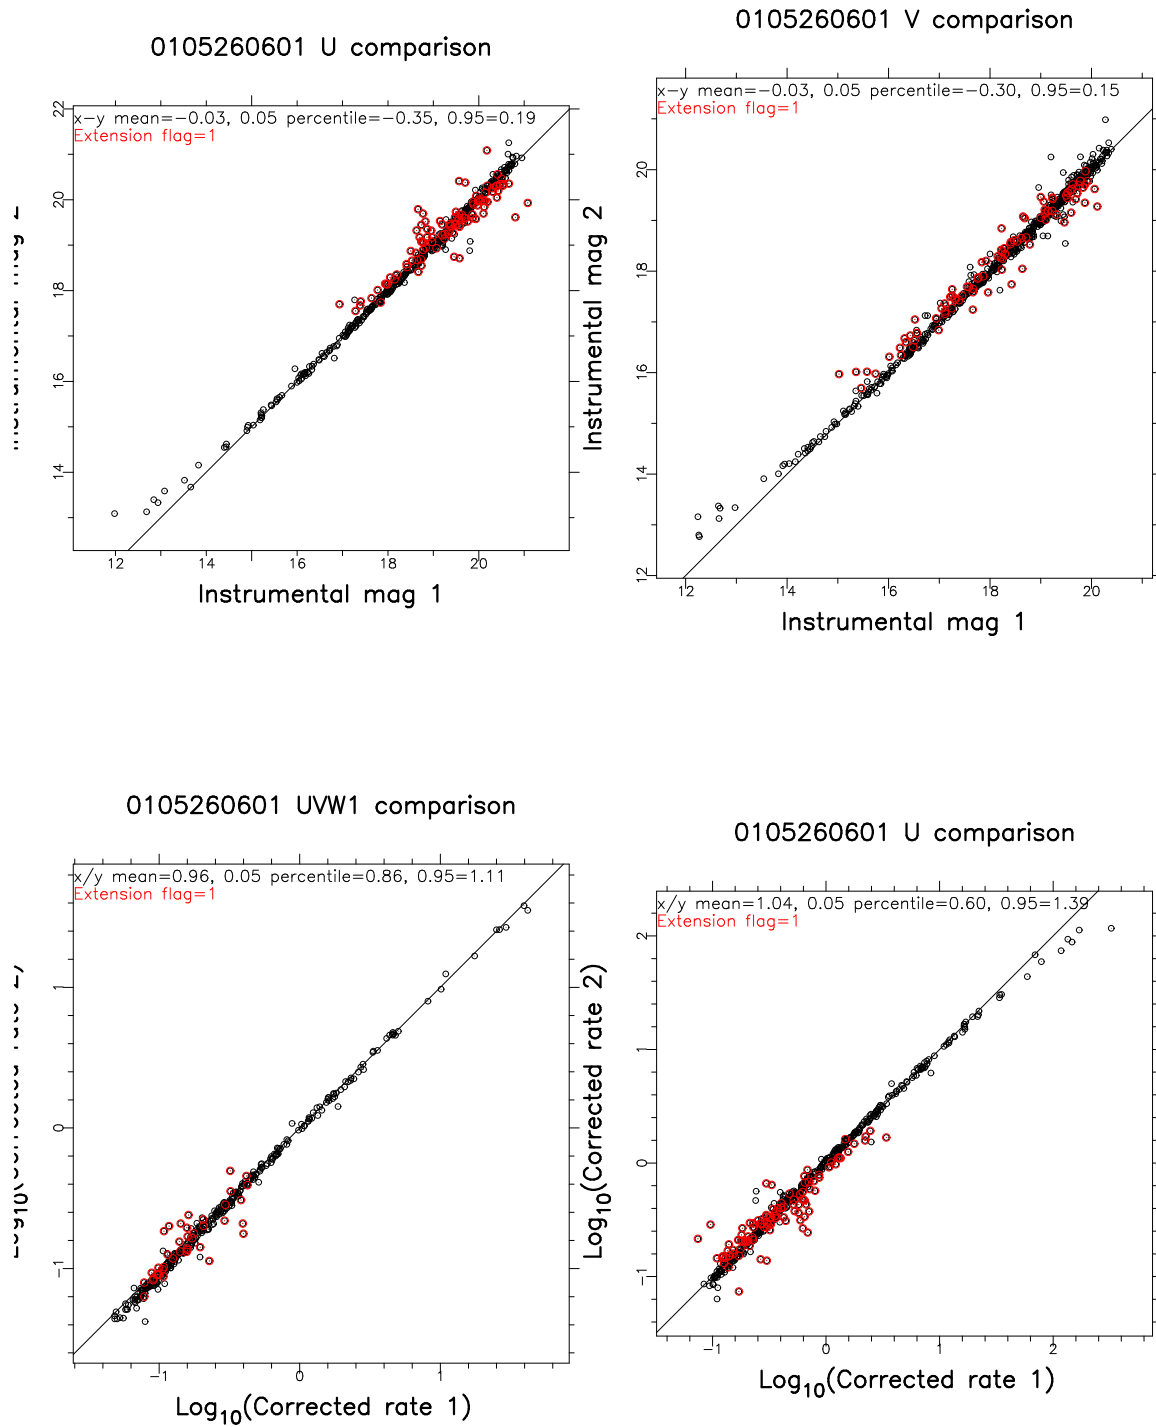 0105260601 U comparison
x-y mean=-0.03, 0.05 percentile=-0.35, 0.95=0.19
Extension flag=1
22
20
18
16
14
12
14
16
18
20
Instrumental mag 1
0105260601 V comparison
x-y mean=-0.03, 0.05 percentile=-0.30, 0.95=0.15
Extension flag=1
Instrumental mag 2
20
18
16
14
12
12
14
16
18
20
Instrumental mag 1
0105260601 UVW1 comparison
x/y mean=0.96, 0.05 percentile=0.86, 0.95=1.11
Extension flag=1
1
0
-1
-1
0
1
Log10(Corrected rate 1)
0105260601 U comparison
x/y mean=1.04, 0.05 percentile=0.60, 0.95=1.39
Extension flag=1
Log10(Corrected rate 2)
2
1
0
-1
-1
0
1
2
Log10(Corrected rate 1)